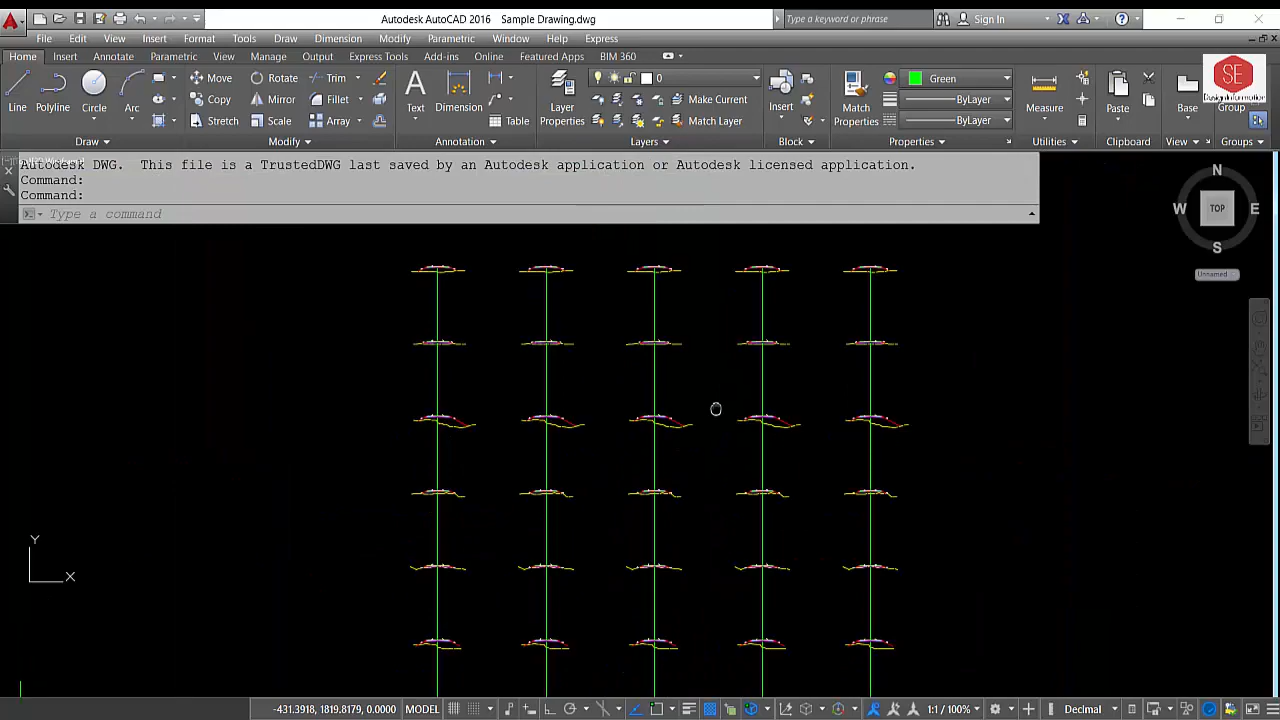 Autodesk AutoCAD 2016 Sample Drawing.dwg
Type a keyword or phrase
Sign In
File Edit View Insert Format Tools Draw Dimension Modify Parametric Window Help Express
Home Insert Annotate Parametric View Manage Output Express Tools Add-ins Online Featured Apps BIM 360
Line Polyline Circle Arc
Move Rotate Trim
Copy Mirror Fillet
Stretch Scale Array
Text Dimension Table
Layer Properties
0
Make Current
Match Layer
Insert
Match Properties
Green
ByLayer
ByLayer
Measure
Paste
Base
Group
SE
Design Information
Draw Modify Annotation Layers Block Properties Utilities Clipboard View Groups
Autodesk DWG. This file is a TrustedDWG last saved by an Autodesk application or Autodesk licensed application.
Command:
Command:
Type a command
N
W TOP E
S
Unnamed
Y
X
-431.3918, 1819.8179, 0.0000 MODEL 1:1 / 100% Decimal